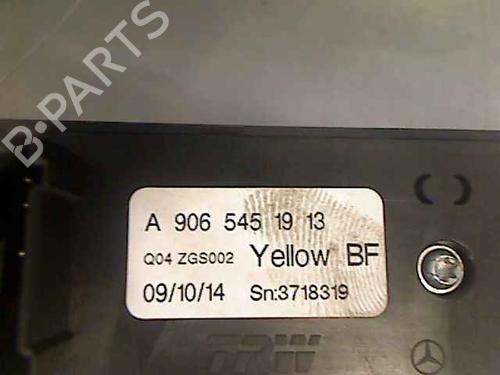 B-PARTS
A 906 545 19 13
Q04 ZGS002 Yellow BF
09/10/14 Sn:3718319
TRW